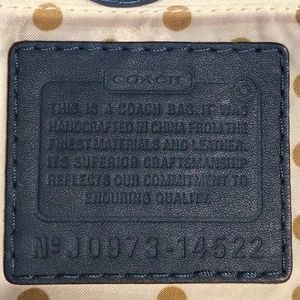 COACH
THIS IS A COACH BAG. IT WAS
HANDCRAFTED IN CHINA FROM THE
FINEST MATERIALS AND LEATHER.
ITS SUPERIOR CRAFTSMANSHIP
REFLECTS OUR COMMITMENT TO
ENDURING QUALITY.
Nº J0973-14522